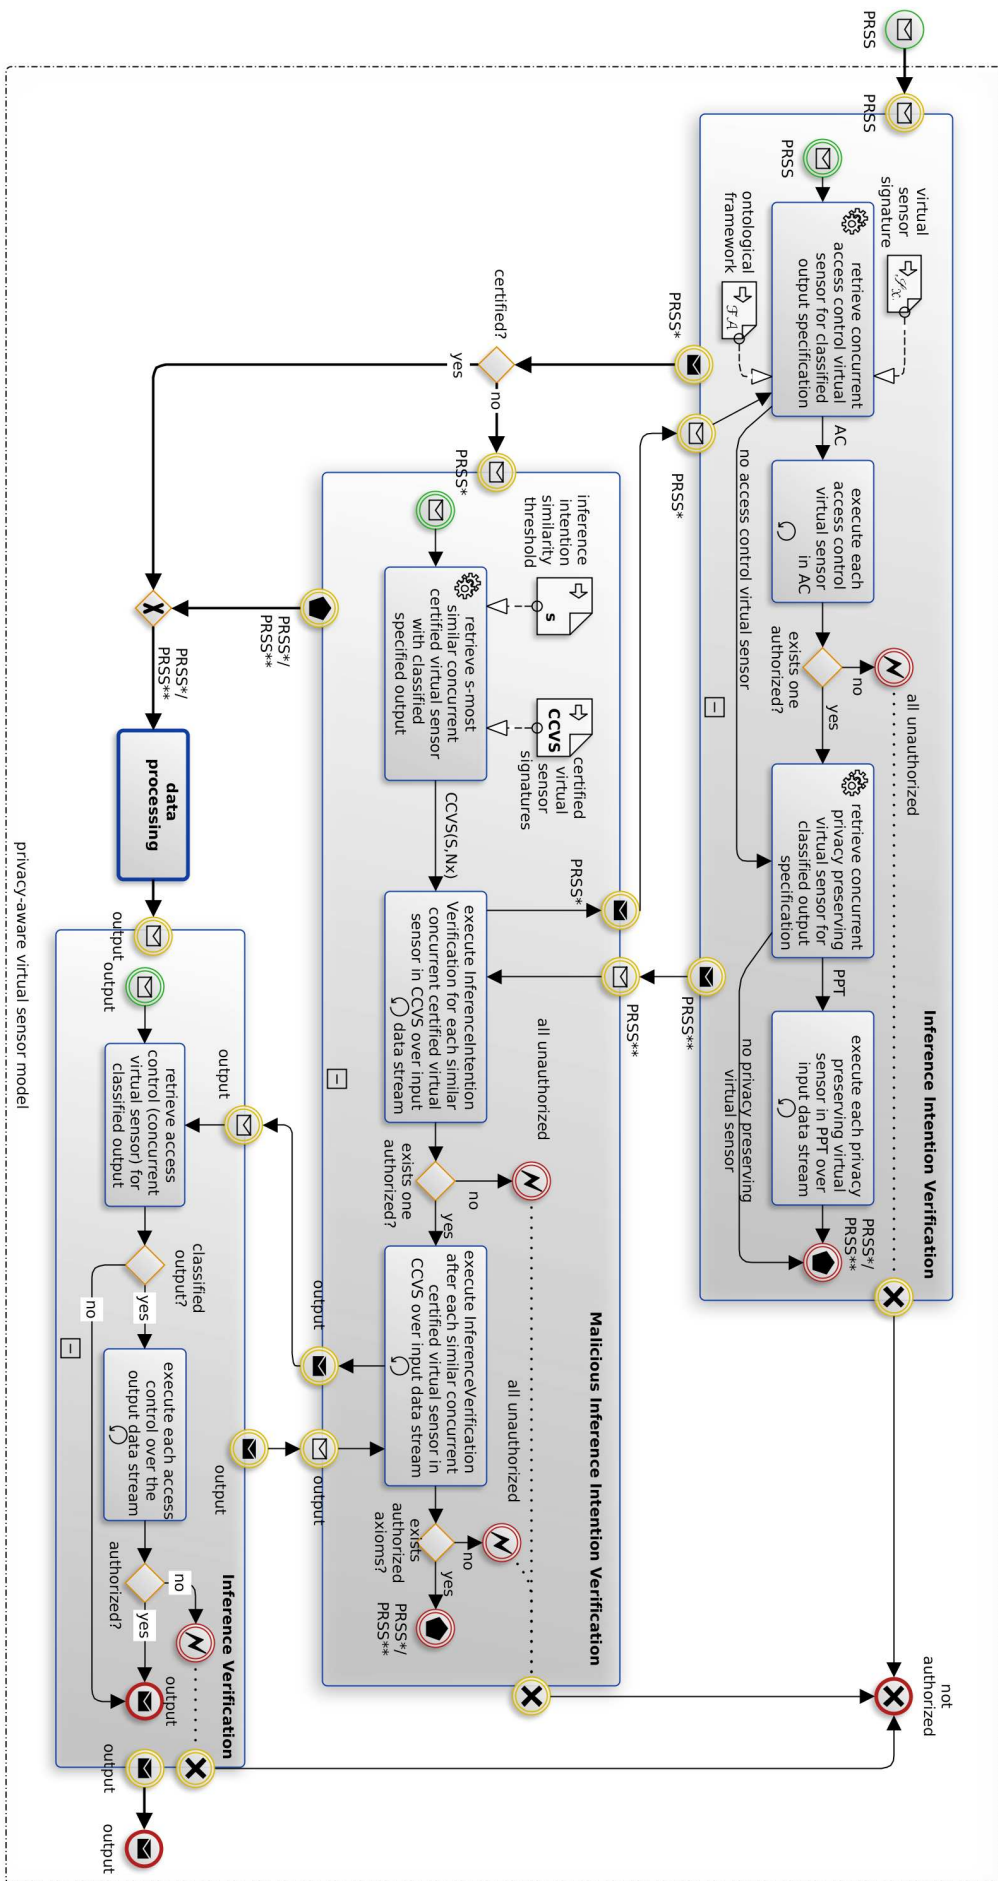 PRSS
PRSS
Inference Intention Verification
PRSS
virtual
sensor
signature
𝒮x
ontological
framework
ℱ𝒜
retrieve concurrent
access control virtual
sensor for classified
output specification
AC
no access control virtual sensor
execute each
access control
virtual sensor
in AC
exists one
authorized?
no
all unauthorized
yes
retrieve concurrent
privacy preserving
virtual sensor for
classified output
specification
PPT
no privacy preserving
virtual sensor
execute each privacy
preserving virtual
sensor in PPT over
input data stream
PRSS*/
PRSS**
not
authorized
PRSS*
PRSS*
PRSS**
certified?
yes
no
PRSS*
Malicious Inference Intention Verification
inference
intention
similarity
threshold
s
CCVS
certified
virtual
sensor
signatures
retrieve s-most
similar concurrent
certified virtual sensor
with classified
specified output
CCVS(S,Nx)
PRSS*
PRSS**
execute InferenceIntention
Verification for each similar
concurrent certified virtual
sensor in CCVS over input
data stream
all unauthorized
exists one
authorized?
no
yes
execute InferenceVerification
after each similar concurrent
certified virtual sensor in
CCVS over input data stream
all unauthorized
exists
authorized
axioms?
no
yes
PRSS*/
PRSS**
output
output
PRSS*/
PRSS**
PRSS*/
PRSS**
data
processing
output
Inference Verification
output
output
retrieve access
control (concurrent
virtual sensor) for
classified output
classified
output?
yes
no
execute each access
control over the
output data stream
output
authorized?
no
yes
output
output
output
privacy-aware virtual sensor model